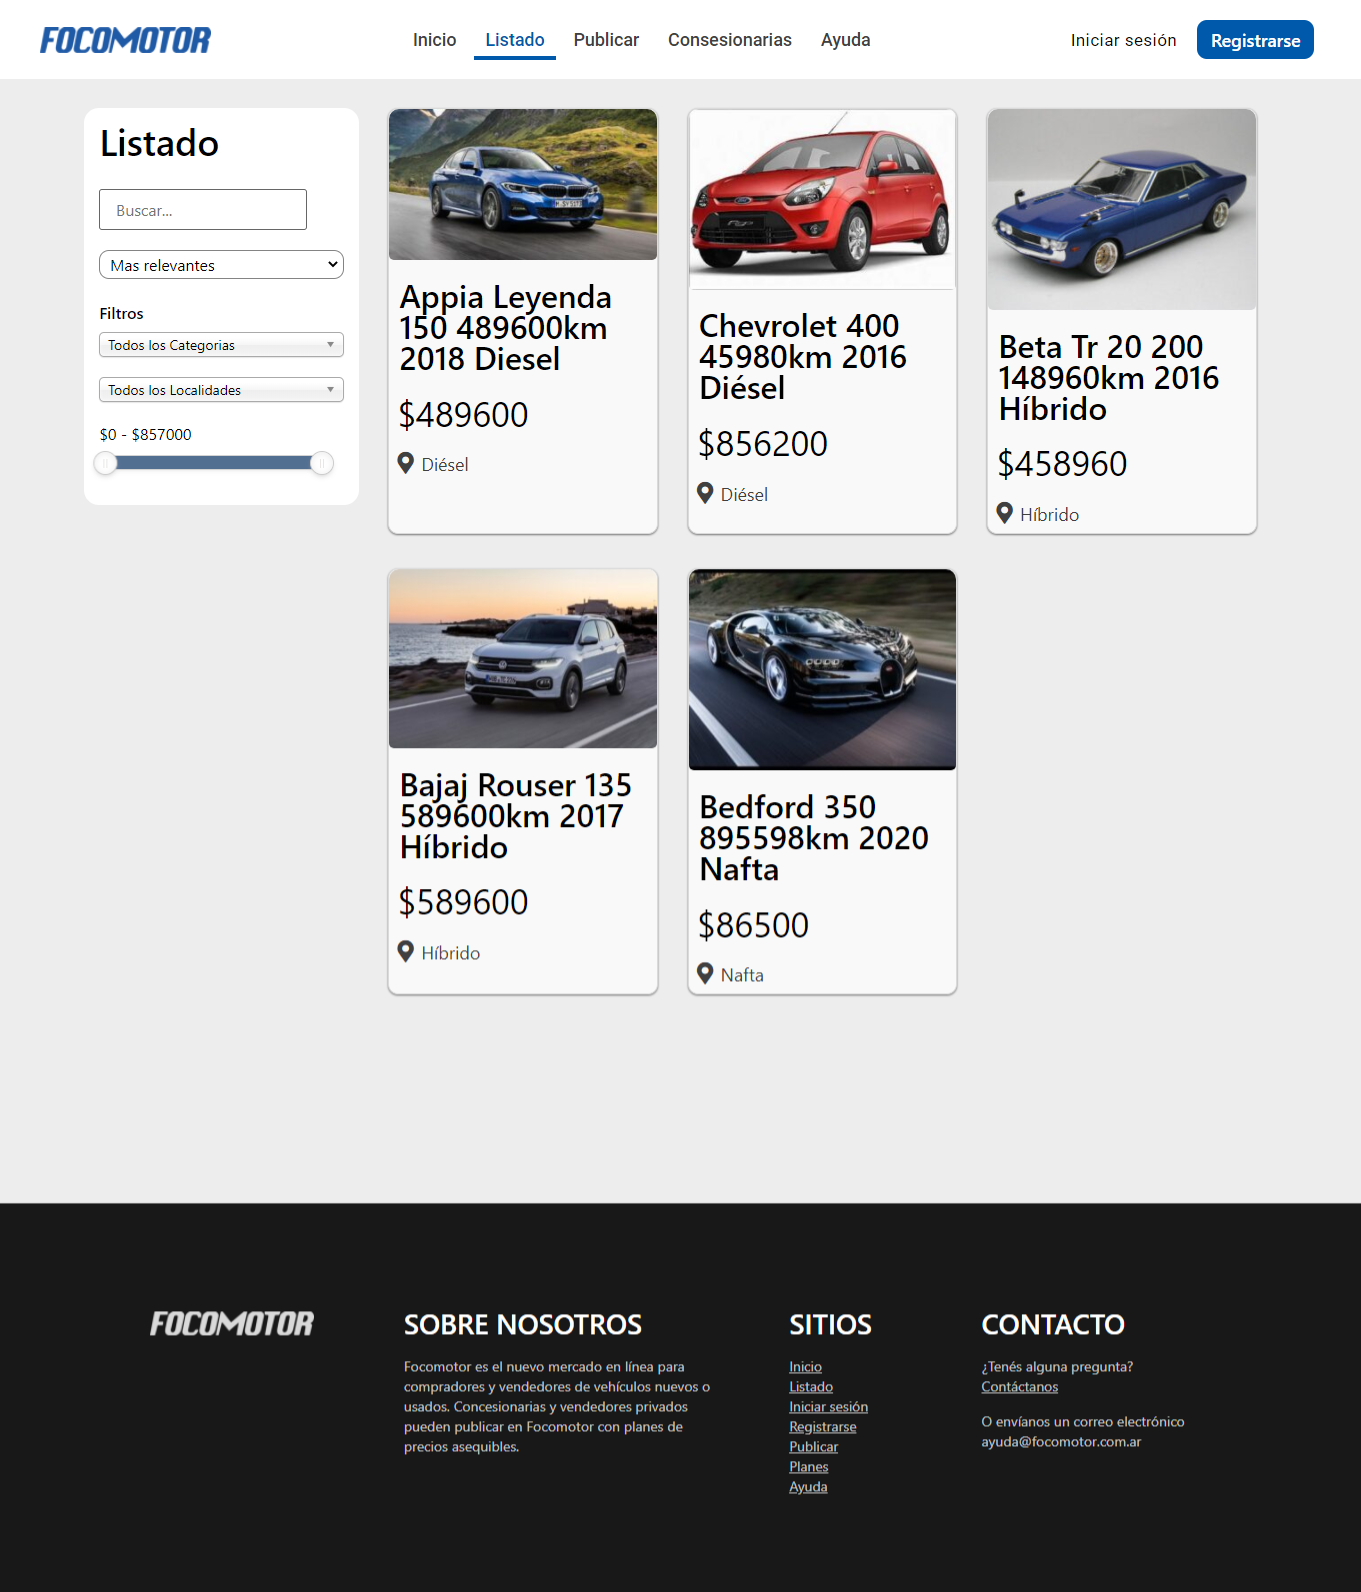 FOCOMOTOR
Inicio
Listado
Publicar
Consesionarias
Ayuda
Iniciar sesión
Registrarse
Listado
Buscar...
Mas relevantes
Filtros
Todos los Categorias
Todos los Localidades
$0 - $857000
Appia Leyenda
150 489600km
2018 Diesel
$489600
Diésel
Chevrolet 400
45980km 2016
Diésel
$856200
Diésel
Beta Tr 20 200
148960km 2016
Híbrido
$458960
Híbrido
Bajaj Rouser 135
589600km 2017
Híbrido
$589600
Híbrido
Bedford 350
895598km 2020
Nafta
$86500
Nafta
FOCOMOTOR
SOBRE NOSOTROS
Focomotor es el nuevo mercado en línea para
compradores y vendedores de vehículos nuevos o
usados. Concesionarias y vendedores privados
pueden publicar en Focomotor con planes de
precios asequibles.
SITIOS
Inicio
Listado
Iniciar sesión
Registrarse
Publicar
Planes
Ayuda
CONTACTO
¿Tenés alguna pregunta?
Contáctanos
O envíanos un correo electrónico
ayuda@focomotor.com.ar